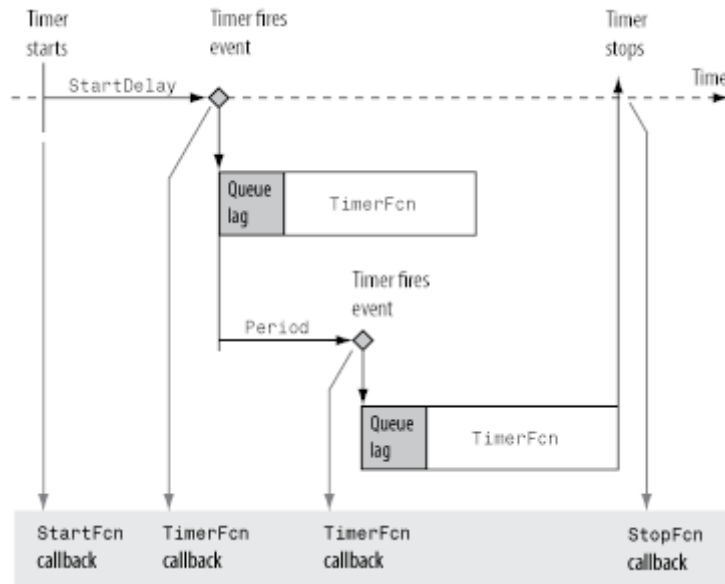 Timer
starts
Timer fires
event
Timer
stops
StartDelay
Time
Queue
lag
TimerFcn
Timer fires
event
Period
Queue
lag
TimerFcn
StartFcn
callback
TimerFcn
callback
TimerFcn
callback
StopFcn
callback